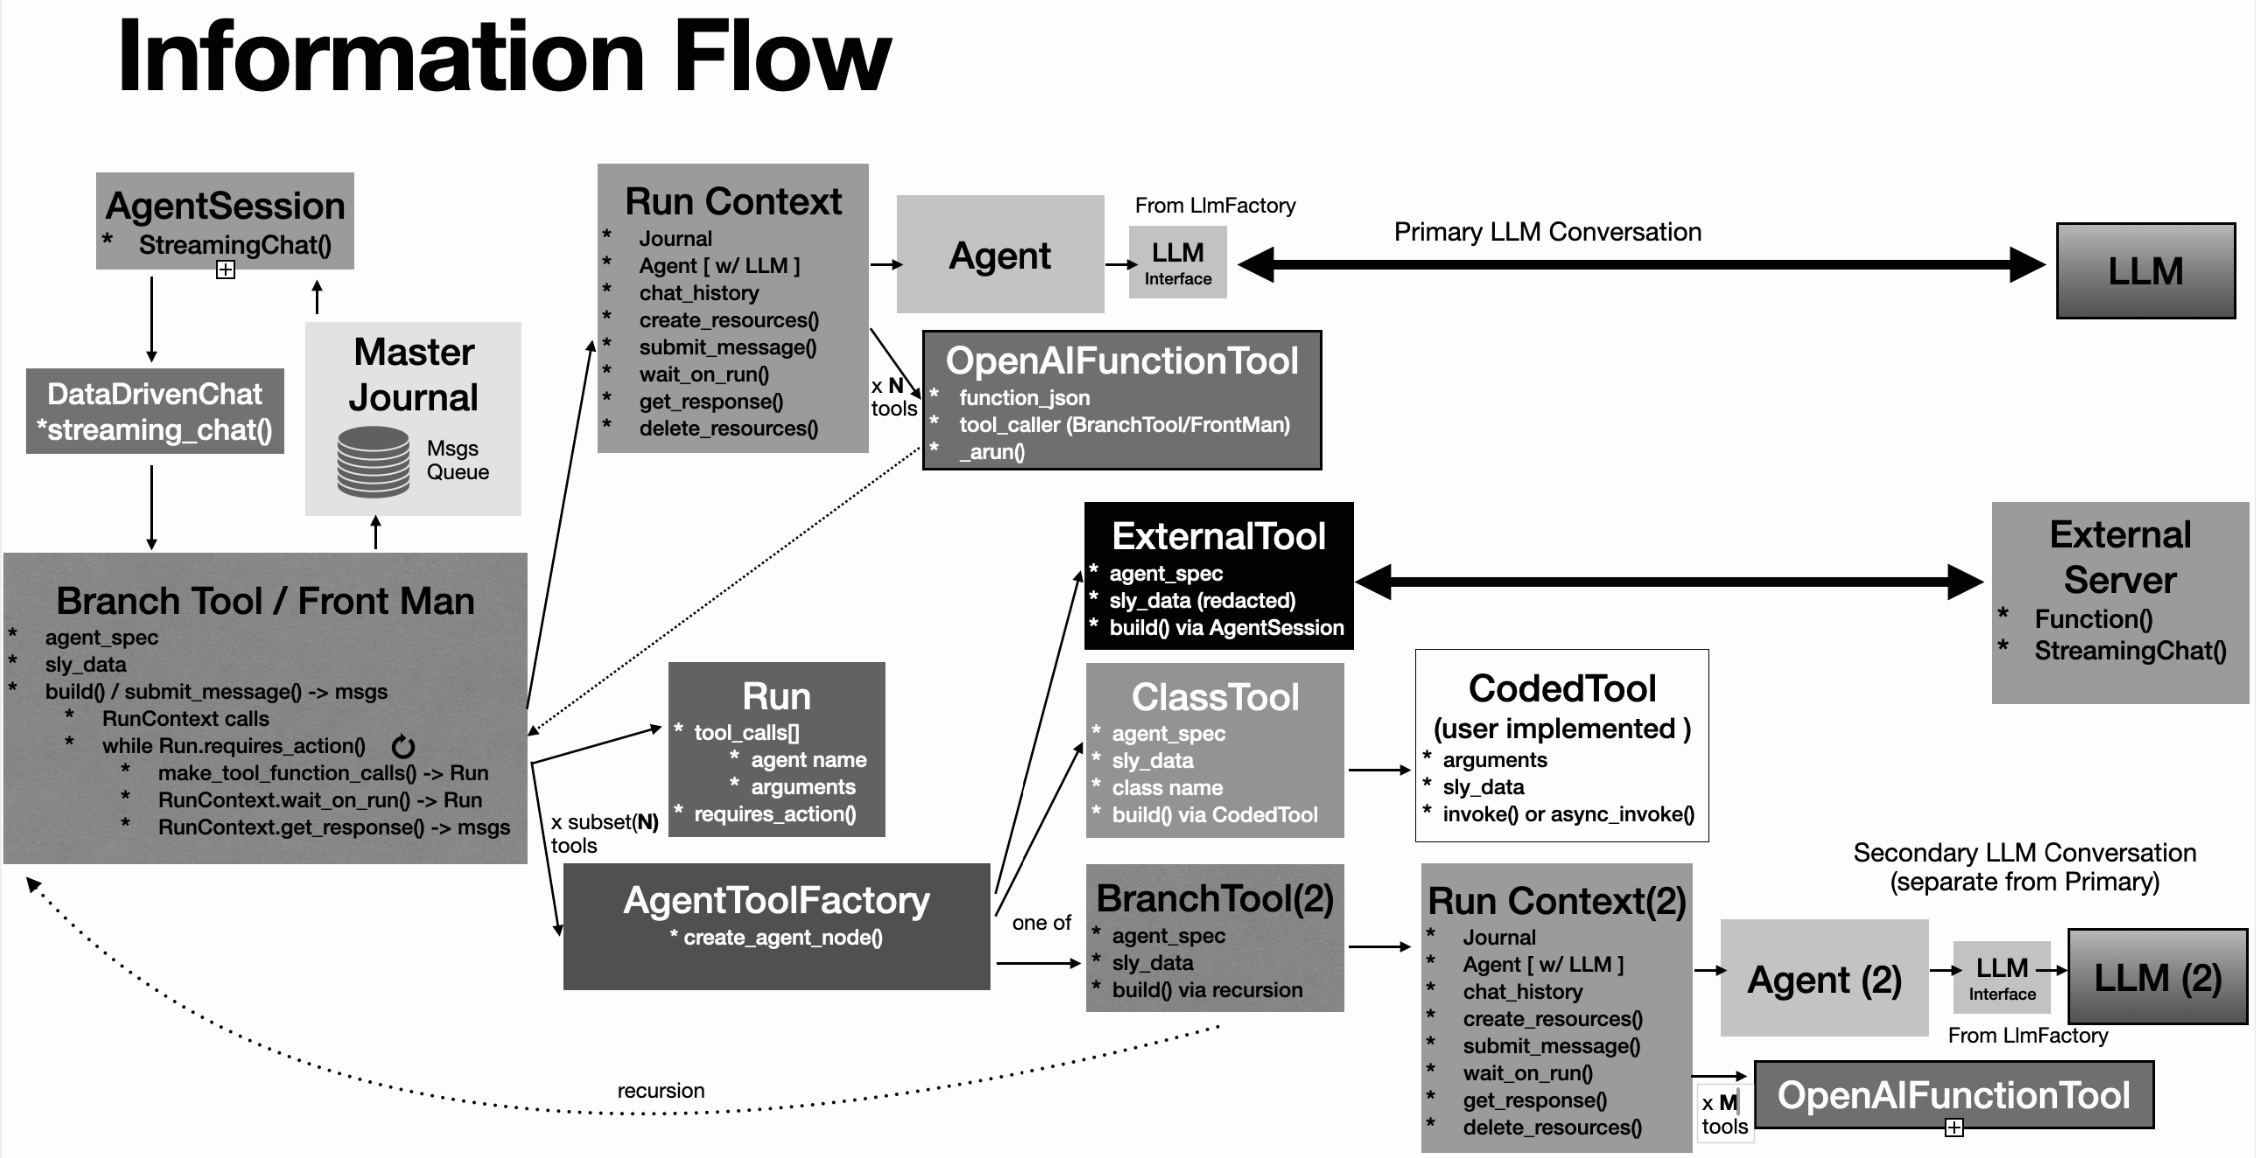 Information Flow
AgentSession
* StreamingChat()
DataDrivenChat
*streaming_chat()
Master
Journal
Msgs
Queue
Branch Tool / Front Man
* agent_spec
* sly_data
* build() / submit_message() -> msgs
* RunContext calls
* while Run.requires_action()
* make_tool_function_calls() -> Run
* RunContext.wait_on_run() -> Run
* RunContext.get_response() -> msgs
Run Context
* Journal
* Agent [ w/ LLM ]
* chat_history
* create_resources()
* submit_message()
* wait_on_run()
* get_response()
* delete_resources()
Agent
From LlmFactory
LLM
Interface
Primary LLM Conversation
LLM
x N
tools
OpenAIFunctionTool
* function_json
* tool_caller (BranchTool/FrontMan)
* _arun()
Run
* tool_calls[]
* agent name
* arguments
* requires_action()
x subset(N)
tools
AgentToolFactory
* create_agent_node()
one of
ExternalTool
* agent_spec
* sly_data (redacted)
* build() via AgentSession
External
Server
* Function()
* StreamingChat()
ClassTool
* agent_spec
* sly_data
* class name
* build() via CodedTool
CodedTool
(user implemented )
* arguments
* sly_data
* invoke() or async_invoke()
BranchTool(2)
* agent_spec
* sly_data
* build() via recursion
recursion
Run Context(2)
* Journal
* Agent [ w/ LLM ]
* chat_history
* create_resources()
* submit_message()
* wait_on_run()
* get_response()
* delete_resources()
Secondary LLM Conversation
(separate from Primary)
Agent (2)
LLM
Interface
From LlmFactory
LLM (2)
x M
tools
OpenAIFunctionTool